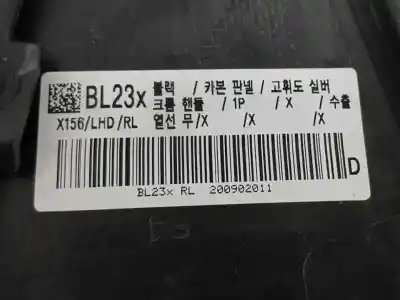 BL23x 블랙 / 카본 판넬 / 고휘도 실버
크롬 핸들 / 1P / X / 수출
X156/LHD/RL 열선 무/X /X /X
D
BL23x RL 200902011